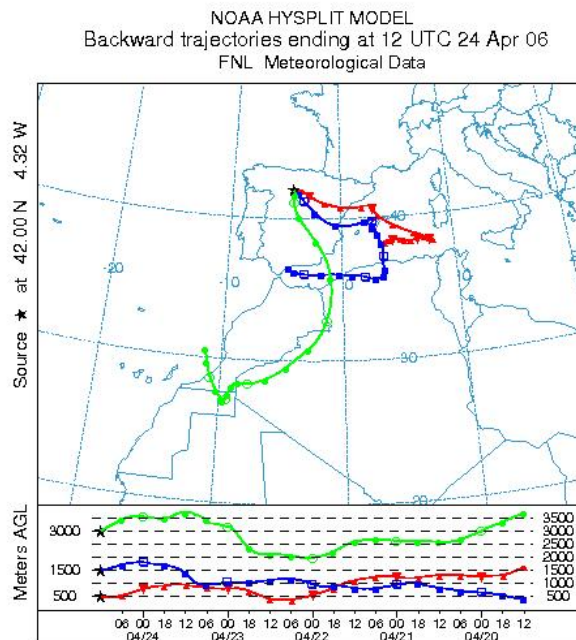 NOAA HYSPLIT MODEL
Backward trajectories ending at 12 UTC 24 Apr 06
FNL Meteorological Data
Source ★ at 42.00 N 4.32 W
-20
0
0
40
30
20
Meters AGL
3000
1500
500
3500
3000
2500
2000
1500
1000
500
06 00 18 12 06 00 18 12 06 00 18 12 06 00 18 12 06 00 18 12
04/24 04/23 04/22 04/21